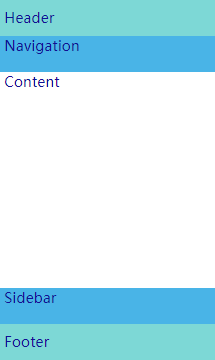 Header
Navigation
Content
Sidebar
Footer